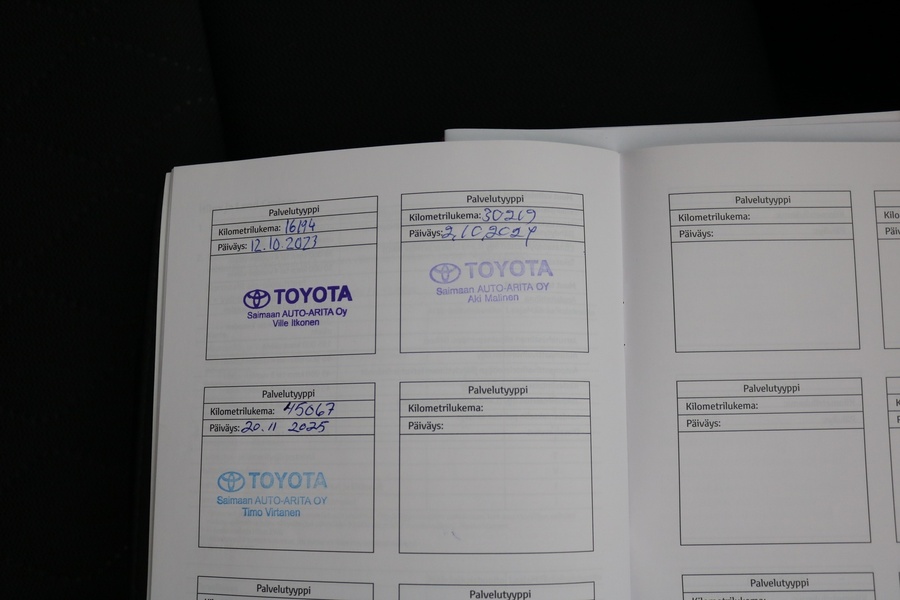 Palvelutyyppi
Kilometrilukema: 16194
Päiväys: 12.10.2023
TOYOTA
Saimaan AUTO-ARITA Oy
Ville Itkonen
Palvelutyyppi
Kilometrilukema: 30219
Päiväys: 2.10.2024
TOYOTA
Saimaan AUTO-ARITA OY
Aki Malinen
Palvelutyyppi
Kilometrilukema:
Päiväys:
Palvelutyyppi
Kilometrilukema: 45067
Päiväys: 20.11 2025
TOYOTA
Saimaan AUTO-ARITA OY
Timo Virtanen
Palvelutyyppi
Kilometrilukema:
Päiväys:
Palvelutyyppi
Kilometrilukema:
Päiväys:
Palvelutyyppi
Palvelutyyppi
Palvelutyyppi